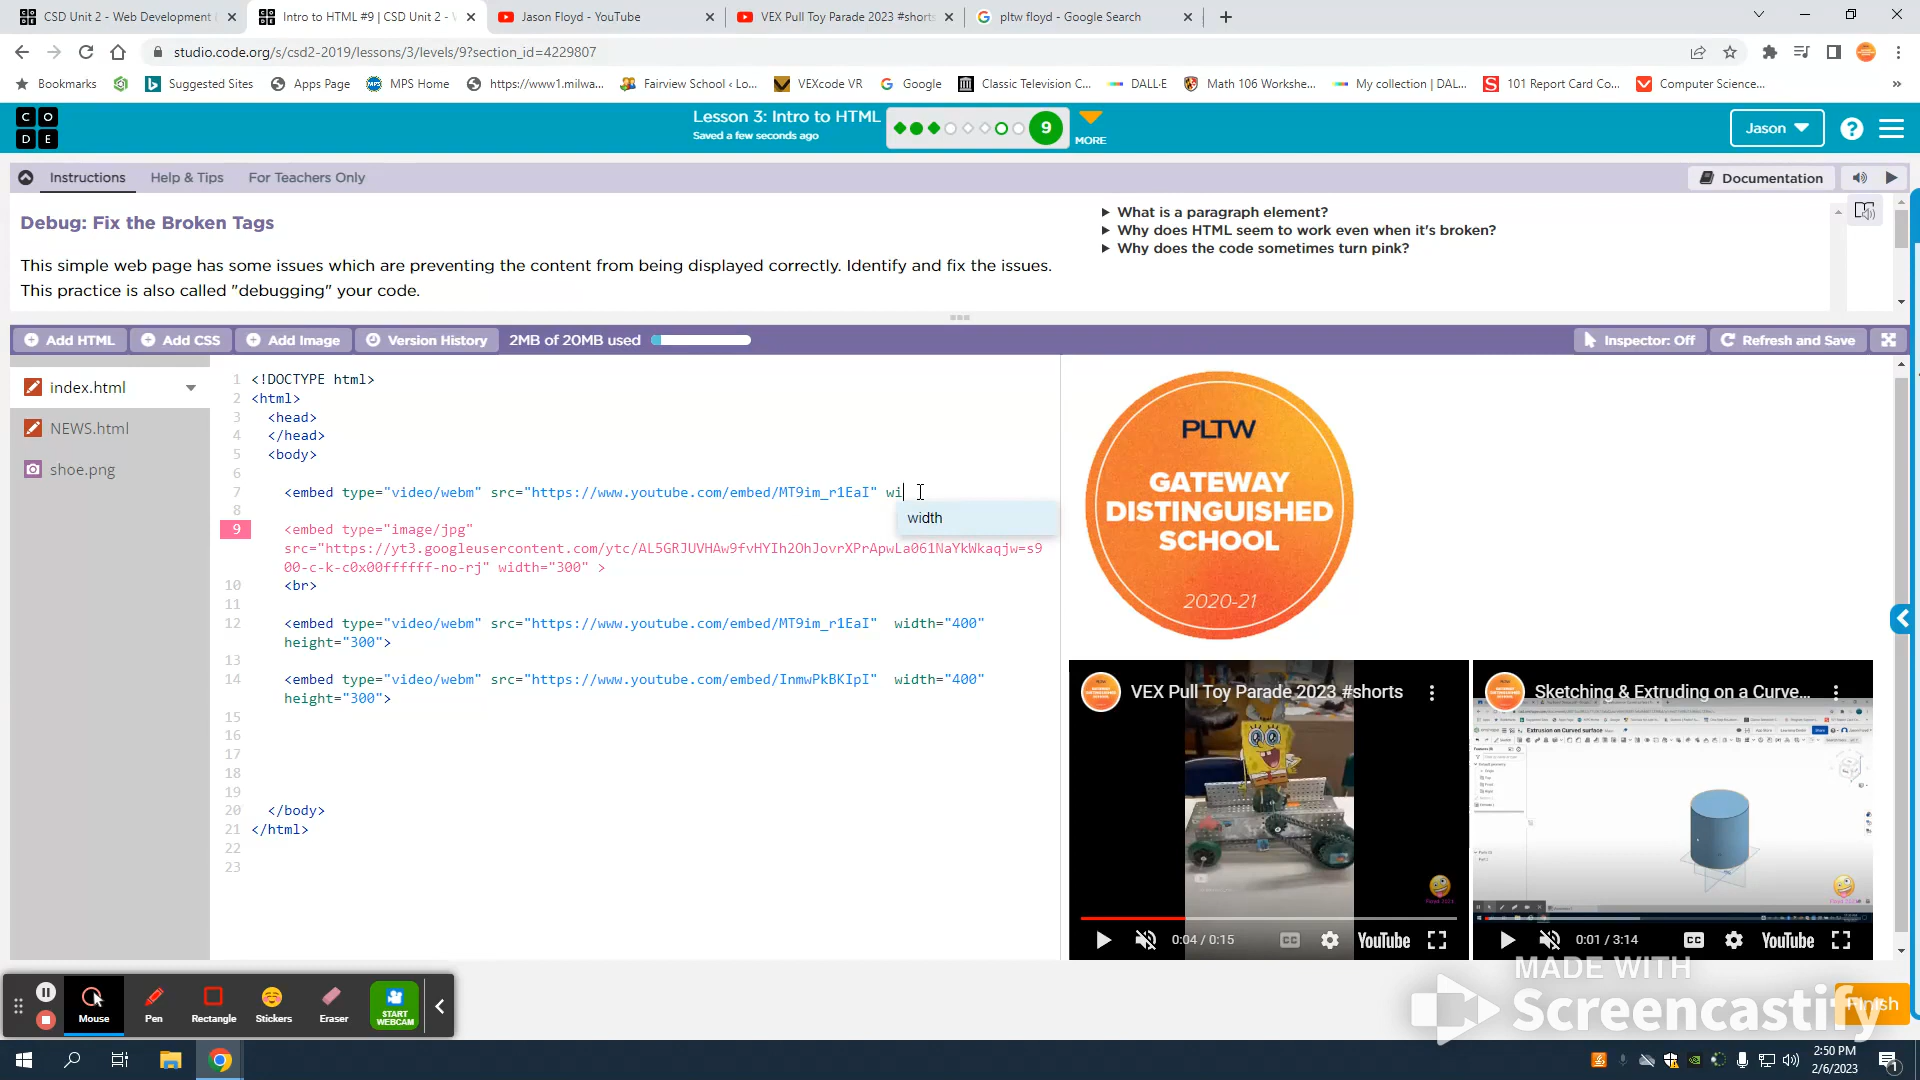 CSD Unit 2 - Web Development
Intro to HTML #9 | CSD Unit 2 - W
Jason Floyd - YouTube
VEX Pull Toy Parade 2023 #shorts
pltw floyd - Google Search
studio.code.org/s/csd2-2019/lessons/3/levels/9?section_id=4229807
Bookmarks Suggested Sites Apps Page MPS Home https://www1.milwa... Fairview School ‹ Lo... VEXcode VR Google Classic Television C... DALL·E Math 106 Workshe... My collection | DAL... 101 Report Card Co... Computer Science... »
CODE
Lesson 3: Intro to HTML
Saved a few seconds ago
9
MORE
Jason
?
Instructions Help & Tips For Teachers Only Documentation
Debug: Fix the Broken Tags
This simple web page has some issues which are preventing the content from being displayed correctly. Identify and fix the issues.
This practice is also called "debugging" your code.
What is a paragraph element?
Why does HTML seem to work even when it's broken?
Why does the code sometimes turn pink?
Add HTML Add CSS Add Image Version History 2MB of 20MB used Inspector: Off Refresh and Save
index.html
NEWS.html
shoe.png
1 <!DOCTYPE html>
2 <html>
3 <head>
4 </head>
5 <body>
6
7 <embed type="video/webm" src="https://www.youtube.com/embed/MT9im_r1EaI" wi
width
8
9 <embed type="image/jpg"
src="https://yt3.googleusercontent.com/ytc/AL5GRJUVHAw9fvHYIh2OhJovrXPrApwLa061NaYkWkaqjw=s9
00-c-k-c0x00ffffff-no-rj" width="300" >
10 <br>
11
12 <embed type="video/webm" src="https://www.youtube.com/embed/MT9im_r1EaI" width="400"
height="300">
13
14 <embed type="video/webm" src="https://www.youtube.com/embed/InmwPkBKIpI" width="400"
height="300">
15
16
17
18
19
20 </body>
21 </html>
22
23
PLTW
GATEWAY
DISTINGUISHED
SCHOOL
2020-21
VEX Pull Toy Parade 2023 #shorts
0:04 / 0:15 CC YouTube
Sketching & Extruding on a Curve...
Extrusion on Curved surface
0:01 / 3:14 CC YouTube
Mouse Pen Rectangle Stickers Eraser START WEBCAM
MADE WITH
Screencastify
Finish
2:50 PM
2/6/2023
1